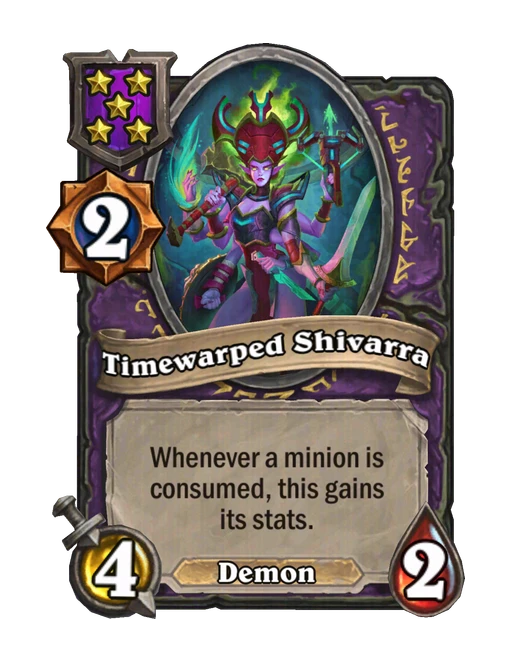 2
Timewarped Shivarra
Whenever a minion is
consumed, this gains
its stats.
4
Demon
2